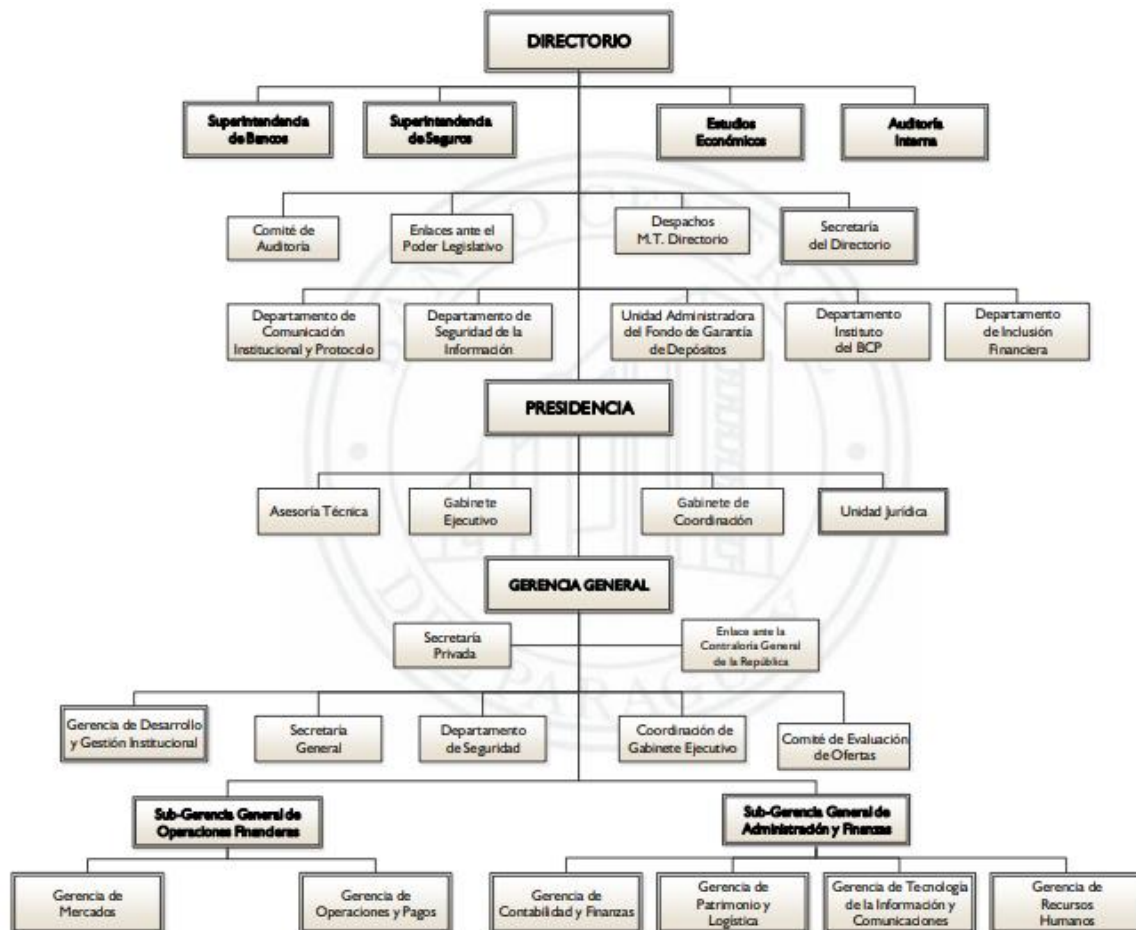 DIRECTORIO
Superintendencia
de Bancos
Superintendencia
de Seguros
Estudios
Económicos
Auditoría
Interna
Comité de
Auditoría
Enlaces ante el
Poder Legislativo
Despachos
M.T. Directorio
Secretaría
del Directorio
Departamento de
Comunicación
Institucional y Protocolo
Departamento de
Seguridad de la
Información
Unidad Administradora
del Fondo de Garantía
de Depósitos
Departamento
Instituto
del BCP
Departamento
de Inclusión
Financiera
PRESIDENCIA
Asesoría Técnica
Gabinete
Ejecutivo
Gabinete de
Coordinación
Unidad Jurídica
GERENCIA GENERAL
Secretaría
Privada
Enlace ante la
Contraloría General
de la República
Gerencia de Desarrollo
y Gestión Institucional
Secretaría
General
Departamento
de Seguridad
Coordinación de
Gabinete Ejecutivo
Comité de Evaluación
de Ofertas
Sub-Gerencia General de
Operaciones Financieras
Sub-Gerencia General de
Administración y Finanzas
Gerencia de
Mercados
Gerencia de
Operaciones y Pagos
Gerencia de
Contabilidad y Finanzas
Gerencia de
Patrimonio y
Logística
Gerencia de Tecnología
de la Información y
Comunicaciones
Gerencia de
Recursos
Humanos
BANCO CENTRAL
DEL PARAGUAY